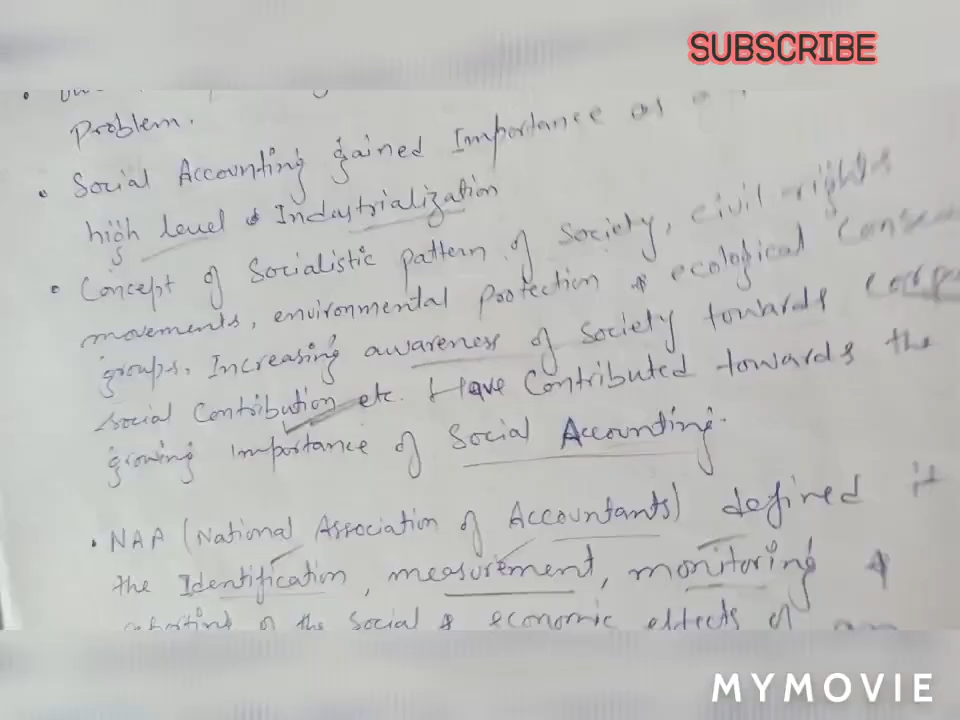 SUBSCRIBE
Problem.
• Social Accounting gained Importance as a
high level & Industrialization
• Concept of Socialistic pattern of Society, civil rights
movements, environmental protection & ecological
groups, Increasing awareness of society towards
social Contribution etc. Have Contributed towards the
growing Importance of Social Accounting.
• NAA (National Association of Accountants) defined it
the Identification, measurement, monitoring &
reporting of the social & economic effects of
MYMOVIE